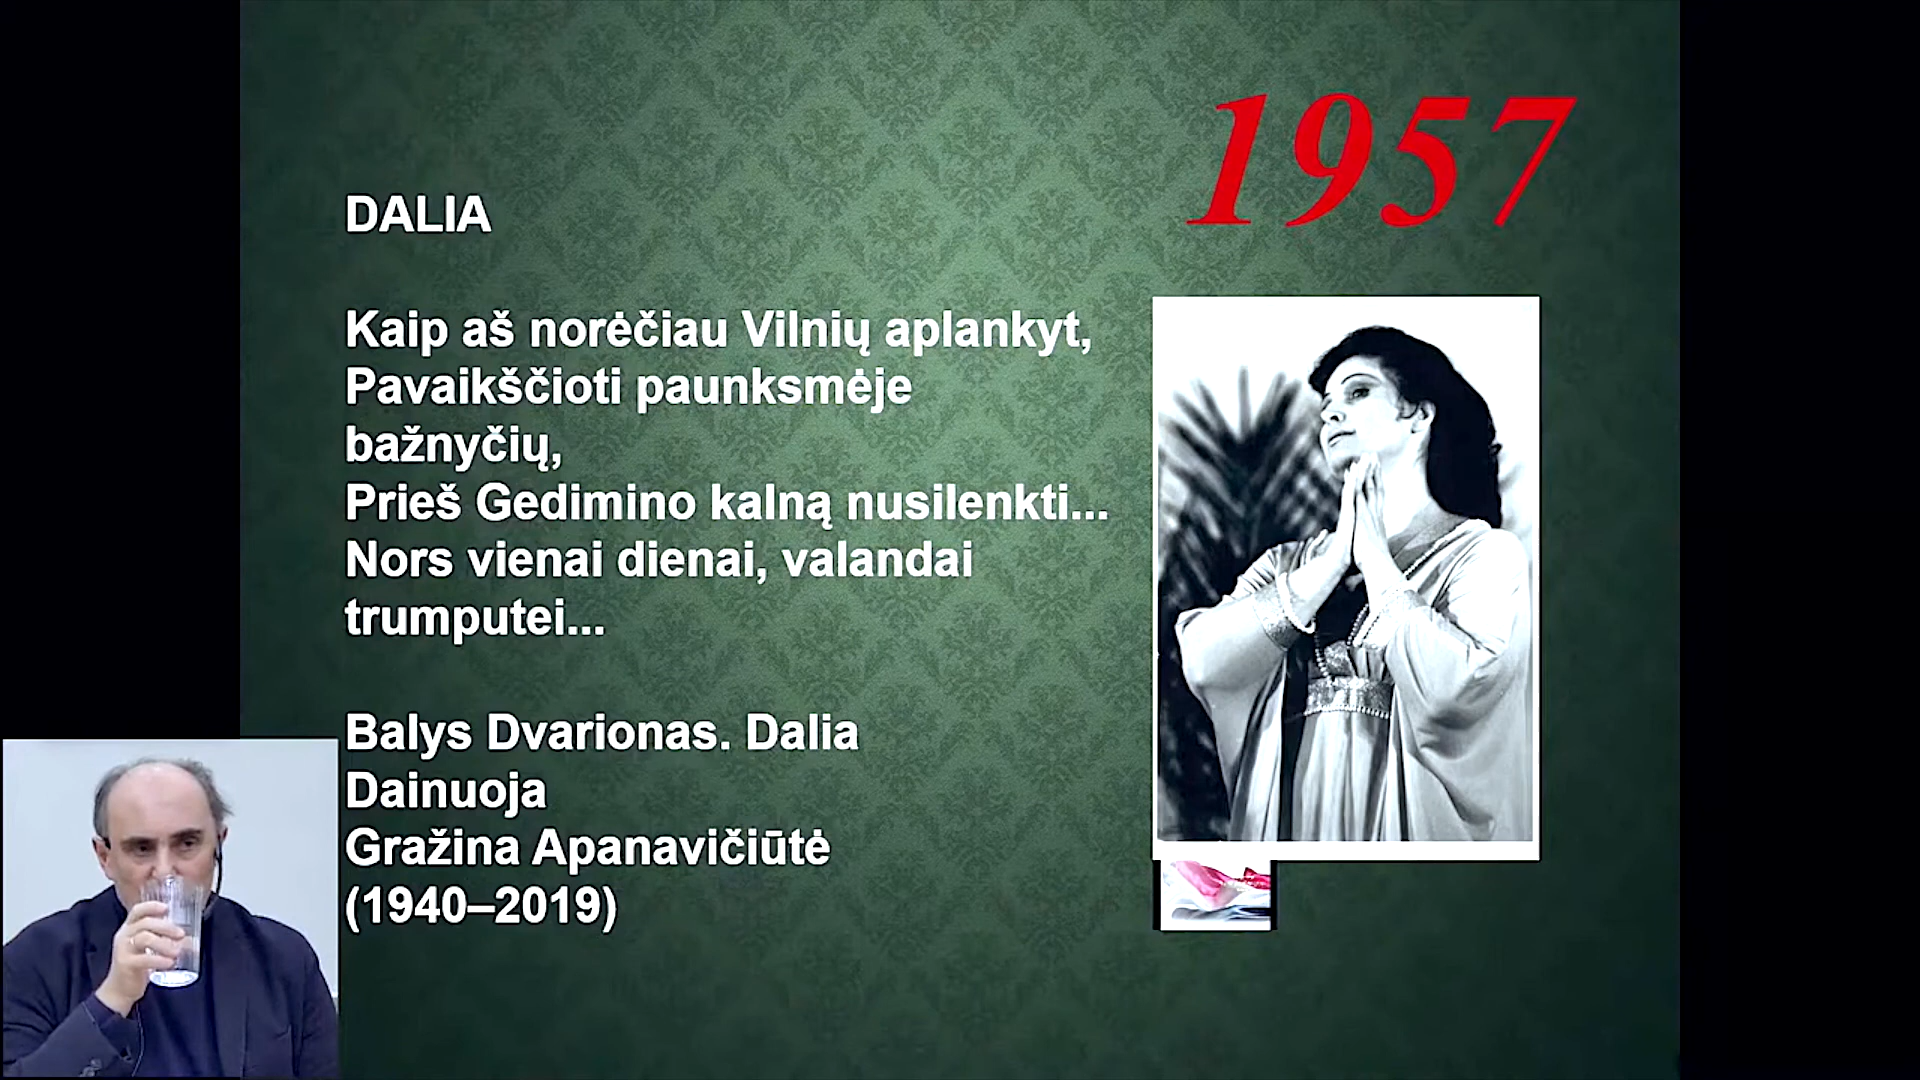 1957
DALIA
Kaip aš norėčiau Vilnių aplankyt,
Pavaikščioti paunksmėje
bažnyčių,
Prieš Gedimino kalną nusilenkti...
Nors vienai dienai, valandai
trumputei...
Balys Dvarionas. Dalia
Dainuoja
Gražina Apanavičiūtė
(1940–2019)